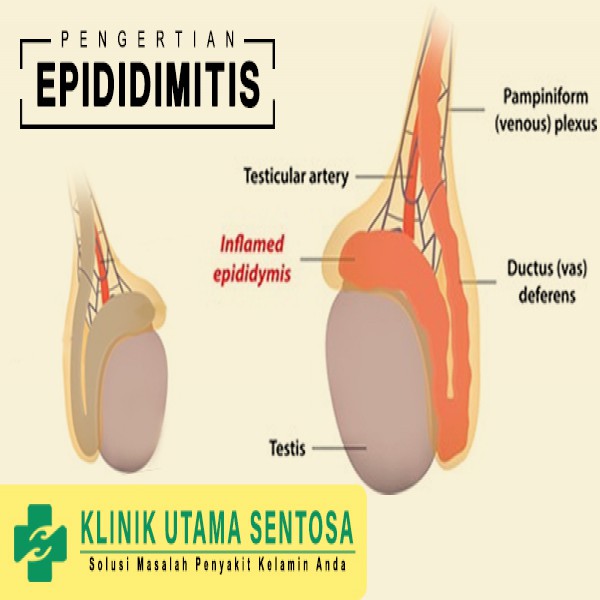 PENGERTIAN
EPIDIDIMITIS
Pampiniform
(venous) plexus
Testicular artery
Inflamed
epididymis
Ductus (vas)
deferens
Testis
KLINIK UTAMA SENTOSA
Solusi Masalah Penyakit Kelamin Anda